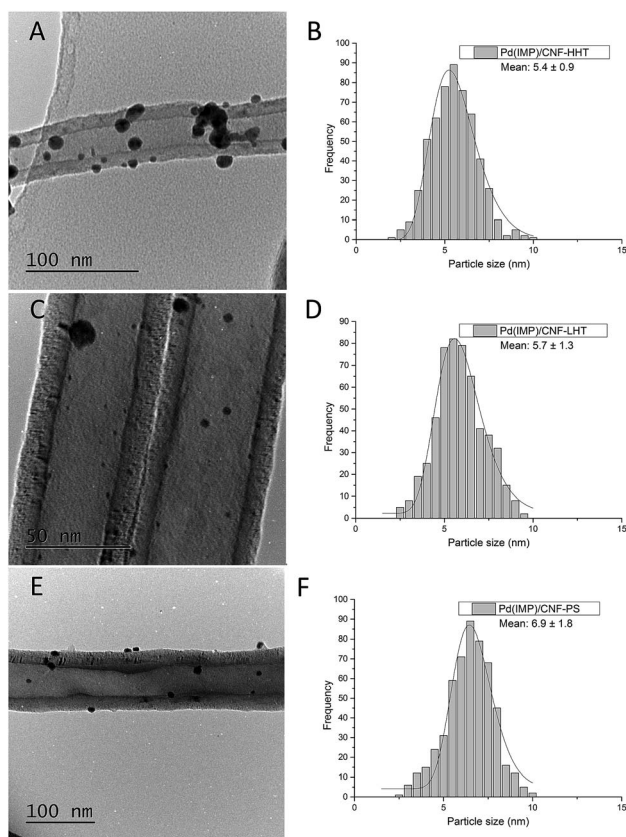 A
100 nm
B
Pd(IMP)/CNF-HHT
Mean: 5.4 ± 0.9
100
90
80
70
60
50
40
30
20
10
0
Frequency
5
10
15
Particle size (nm)
C
50 nm
D
Pd(IMP)/CNF-LHT
Mean: 5.7 ± 1.3
90
80
70
60
50
40
30
20
10
0
Frequency
5
10
15
Particle size (nm)
E
100 nm
F
Pd(IMP)/CNF-PS
Mean: 6.9 ± 1.8
100
90
80
70
60
50
40
30
20
10
0
Frequency
5
10
15
Particle size (nm)